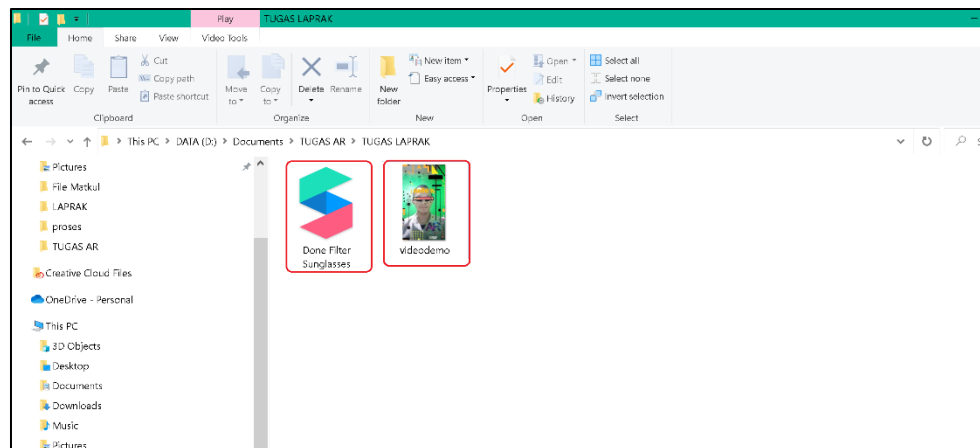 Play TUGAS LAPRAK
File Home Share View Video Tools
Pin to Quick access
Copy
Paste
Cut
Copy path
Paste shortcut
Clipboard
Move to
Copy to
Delete
Rename
Organize
New folder
New item
Easy access
New
Properties
Open
Edit
History
Open
Select all
Select none
Invert selection
Select
This PC > DATA (D:) > Documents > TUGAS AR > TUGAS LAPRAK
Pictures
File Matkul
LAPRAK
proses
TUGAS AR
Creative Cloud Files
OneDrive - Personal
This PC
3D Objects
Desktop
Documents
Downloads
Music
Pictures
Done Filter
Sunglasses
videodemo